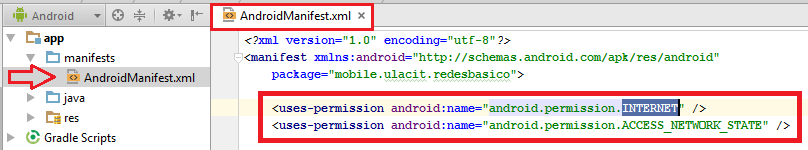 Android
app
manifests
AndroidManifest.xml
java
res
Gradle Scripts
AndroidManifest.xml ×
<?xml version="1.0" encoding="utf-8"?>
<manifest xmlns:android="http://schemas.android.com/apk/res/android"
package="mobile.ulacit.redesbasico">
<uses-permission android:name="android.permission.INTERNET" />
<uses-permission android:name="android.permission.ACCESS_NETWORK_STATE" />